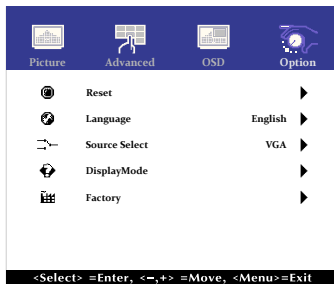 Picture Advanced OSD Option
Reset
Language English
Source Select VGA
DisplayMode
Factory
<Select> =Enter, <−,+> =Move, <Menu>=Exit